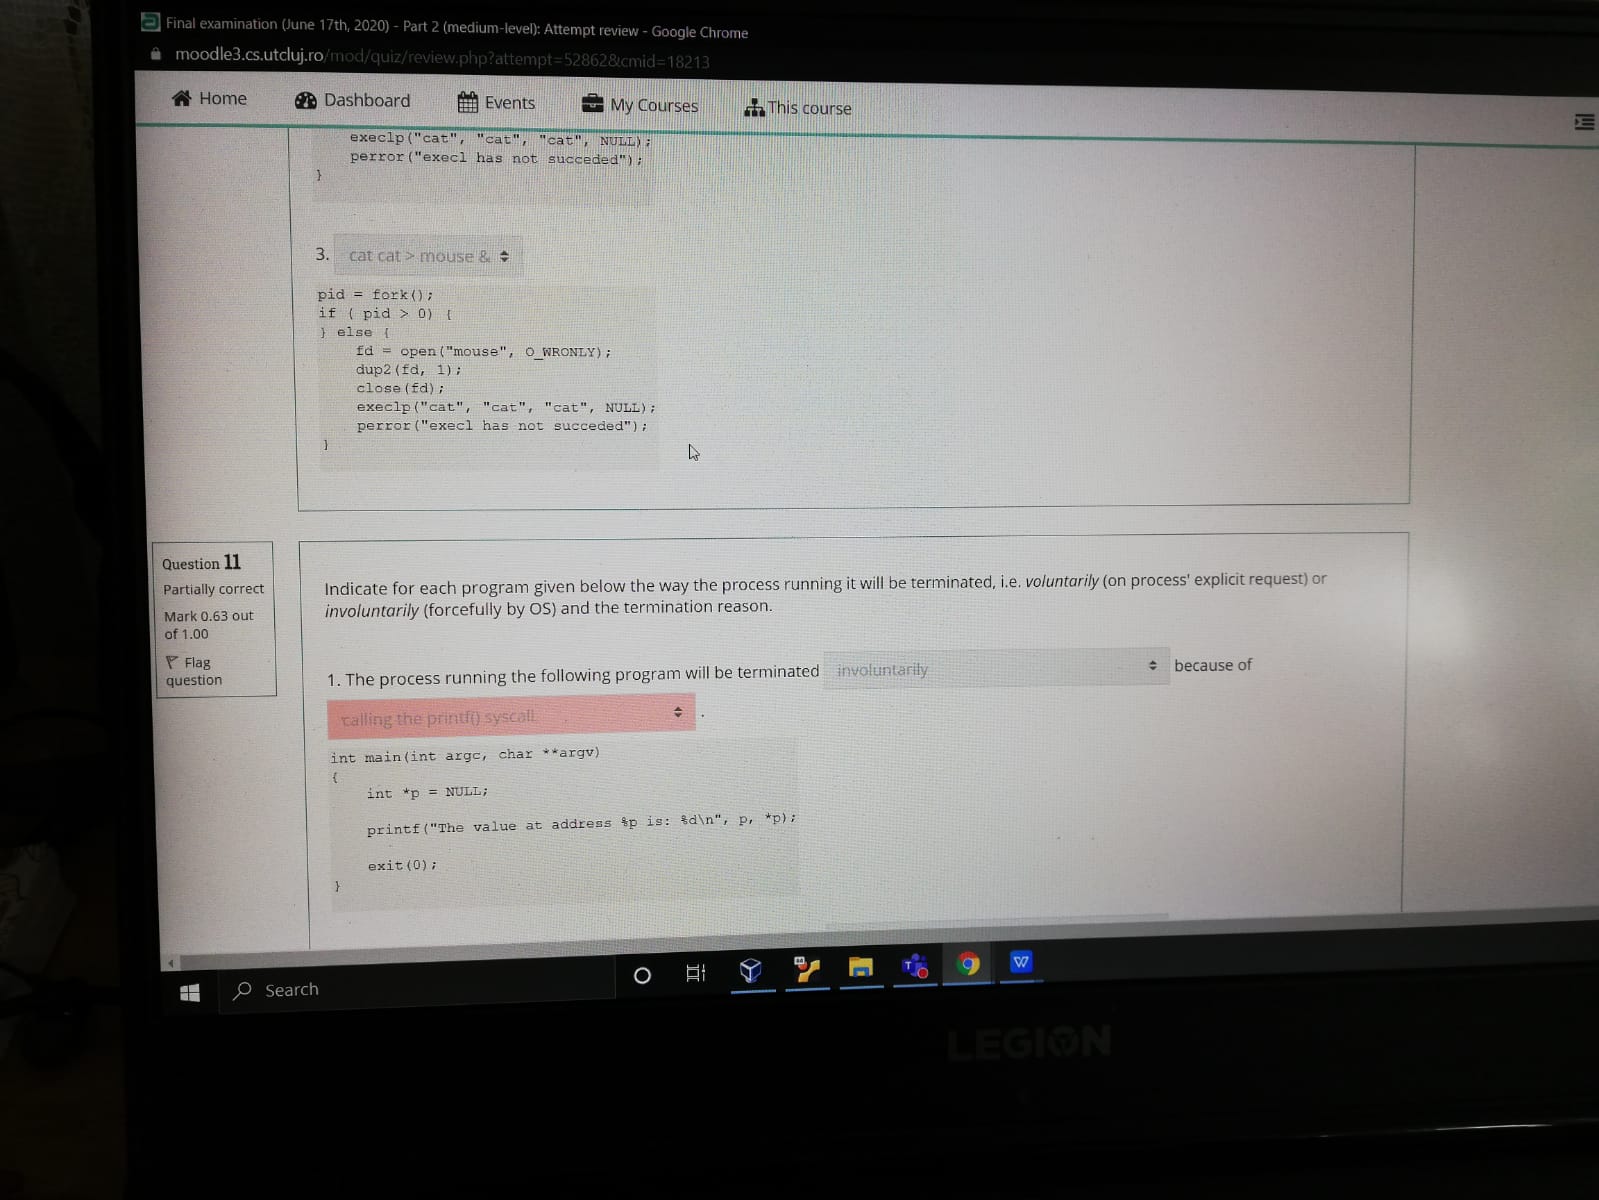 Final examination (June 17th, 2020) - Part 2 (medium-level): Attempt review - Google Chrome
moodle3.cs.utcluj.ro/mod/quiz/review.php?attempt=52862&cmid=18213
Home Dashboard Events My Courses This course
execlp("cat", "cat", "cat", NULL);
perror("execl has not succeded");
}
3. cat cat > mouse &
pid = fork();
if ( pid > 0) {
} else {
fd = open("mouse", O_WRONLY);
dup2(fd, 1);
close(fd);
execlp("cat", "cat", "cat", NULL);
perror("execl has not succeded");
}
Question 11
Partially correct
Mark 0.63 out
of 1.00
Flag
question
Indicate for each program given below the way the process running it will be terminated, i.e. voluntarily (on process' explicit request) or
involuntarily (forcefully by OS) and the termination reason.
1. The process running the following program will be terminated involuntarily because of
calling the printf() syscall .
int main(int argc, char **argv)
{
int *p = NULL;
printf("The value at address %p is: %d\n", p, *p);
exit(0);
}
Search
LEGION